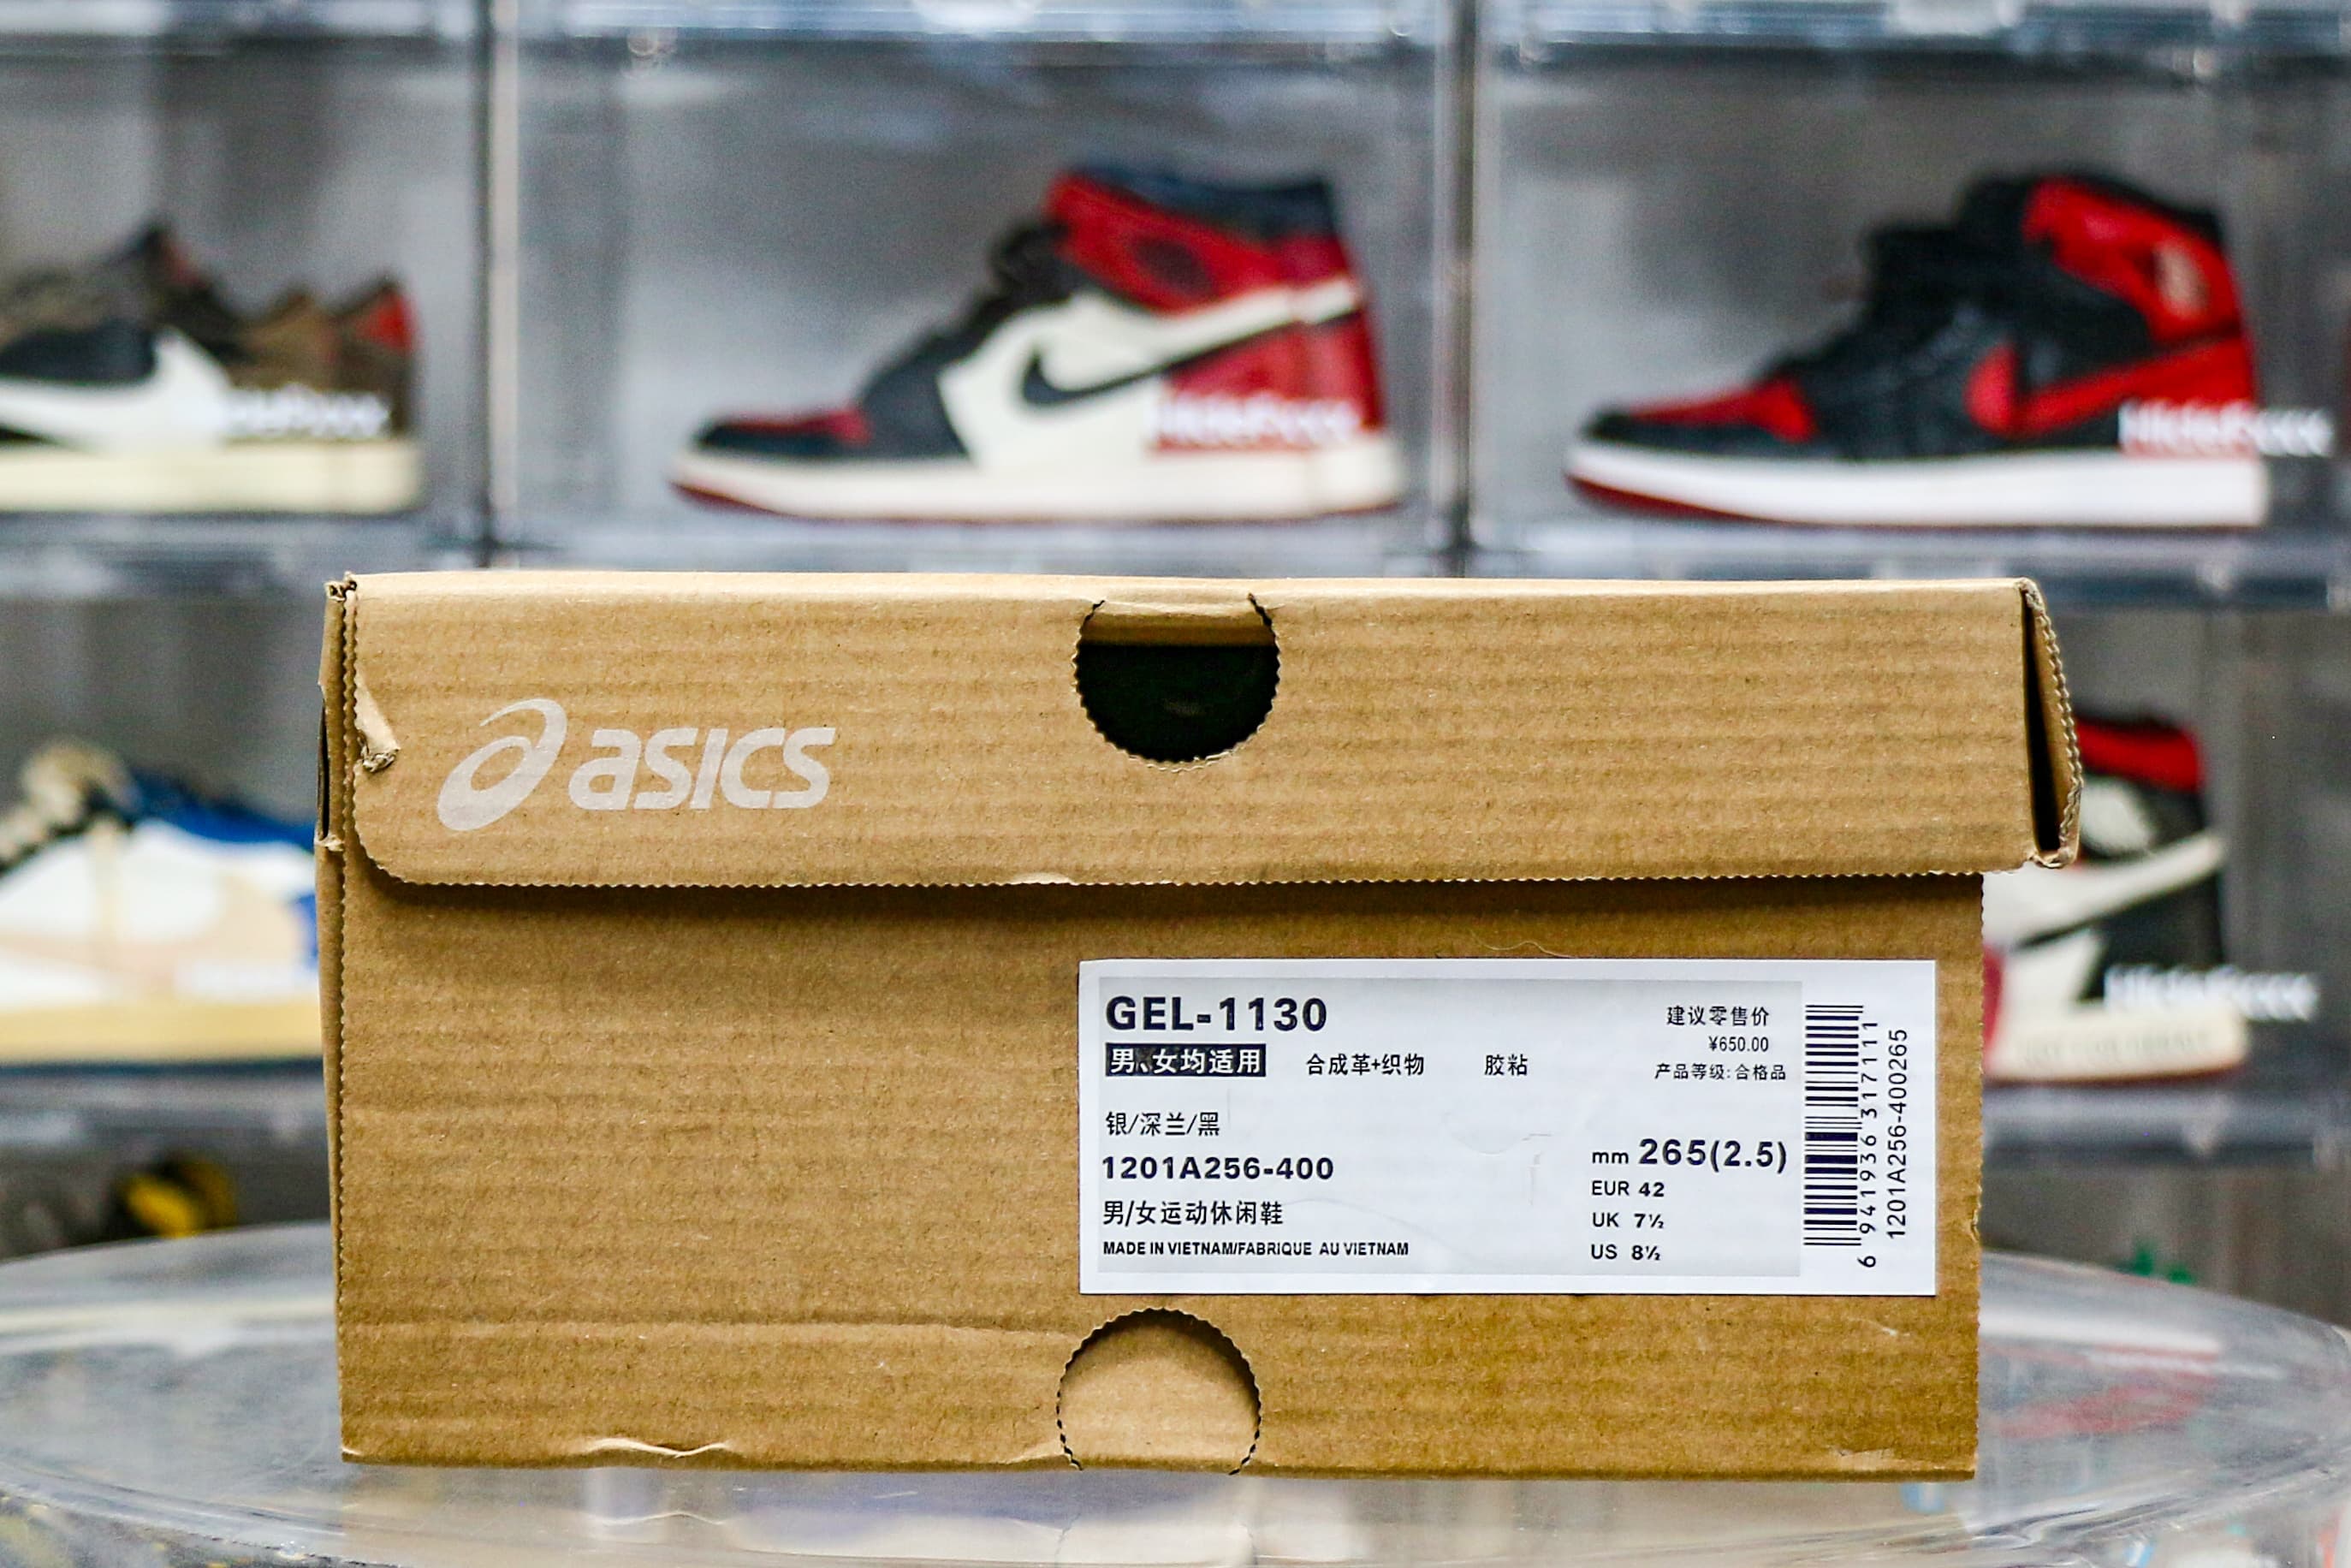 asics
GEL-1130
男、女均适用 合成革+织物 胶粘
建议零售价
¥650.00
产品等级:合格品
银/深兰/黑
1201A256-400
男/女运动休闲鞋
MADE IN VIETNAM/FABRIQUE AU VIETNAM
mm 265(2.5)
EUR 42
UK 7½
US 8½
6 941936 317111
1201A256-400265